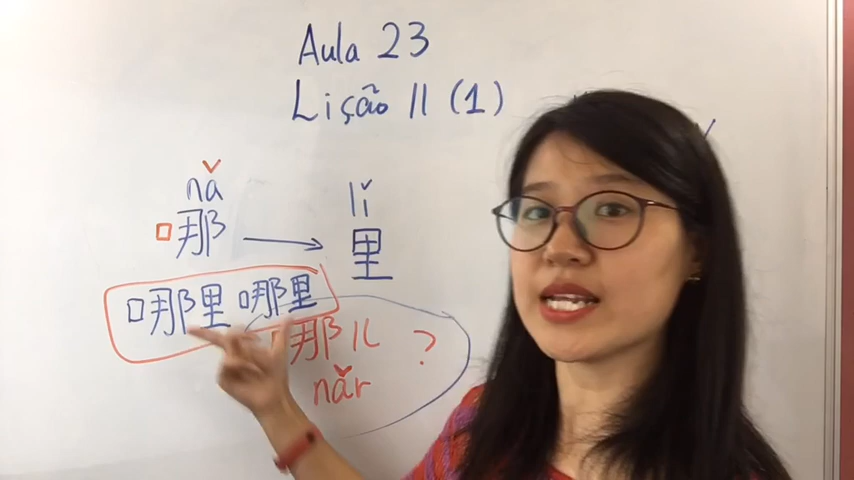 Aula 23
Lição 11 (1)
nǎ lǐ
哪 → 里
哪里哪里
哪儿 ?
nǎr